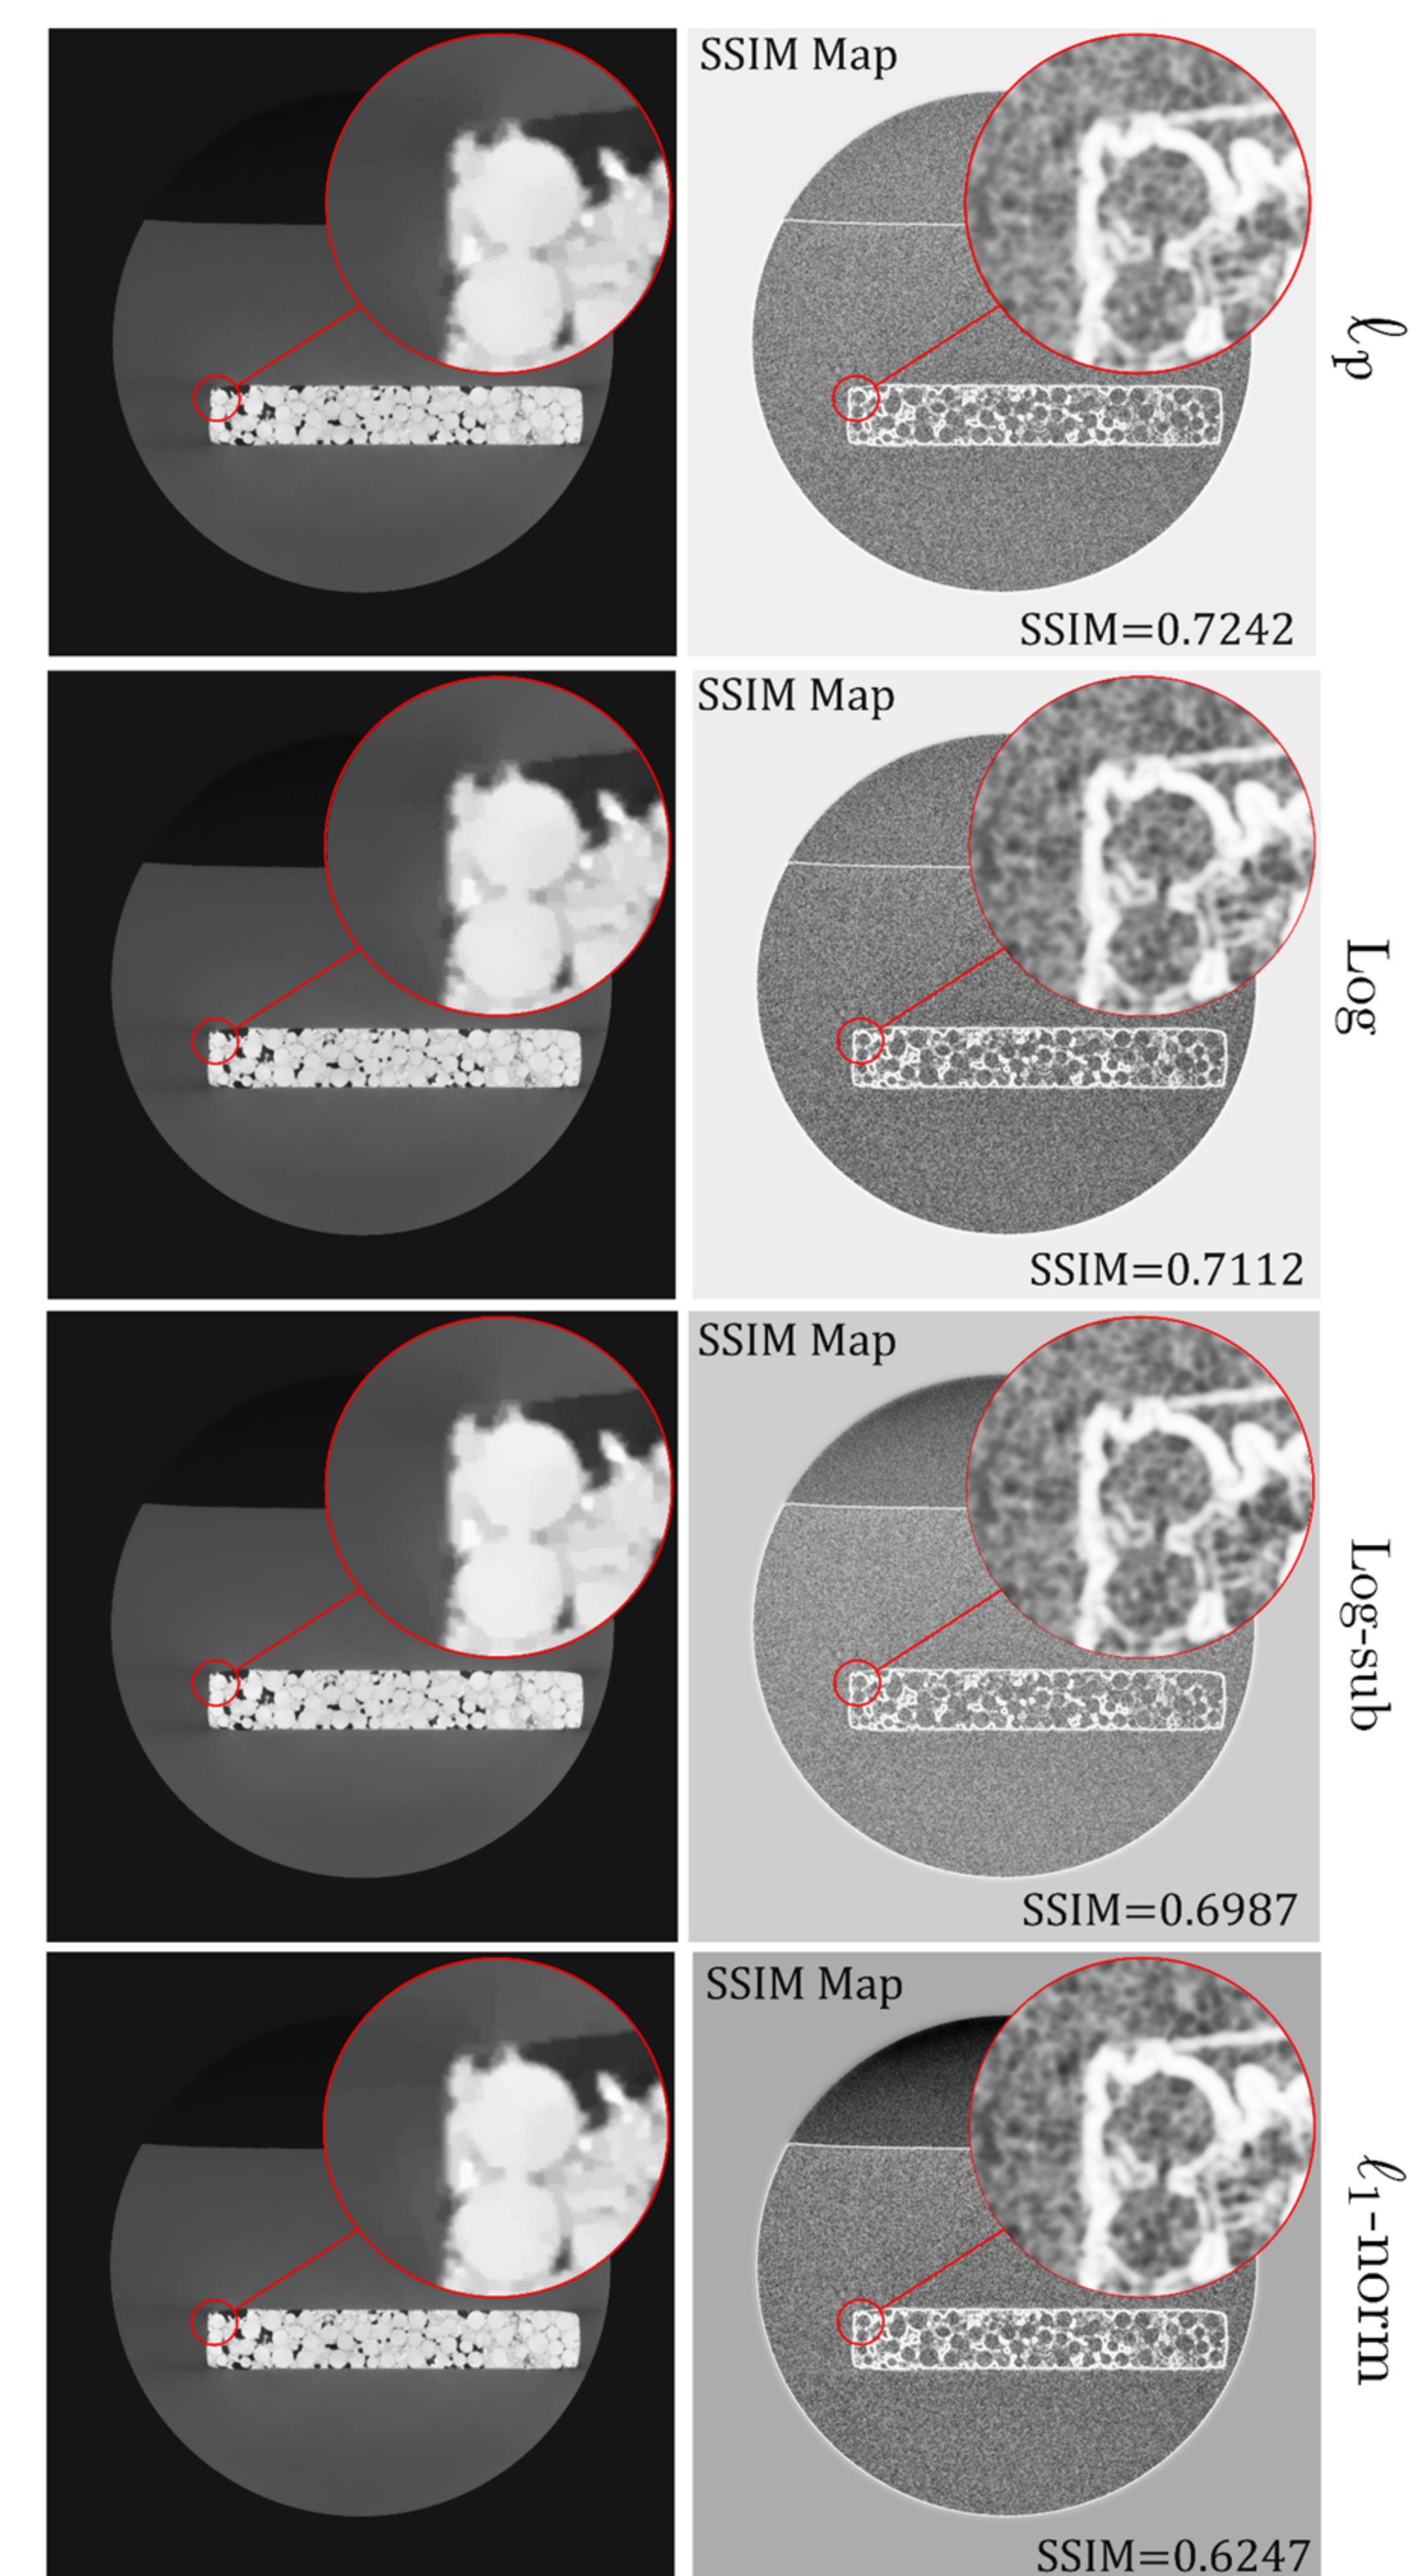 SSIM Map
ℓp
SSIM=0.7242
SSIM Map
Log
SSIM=0.7112
SSIM Map
Log-sub
SSIM=0.6987
SSIM Map
ℓ1-norm
SSIM=0.6247